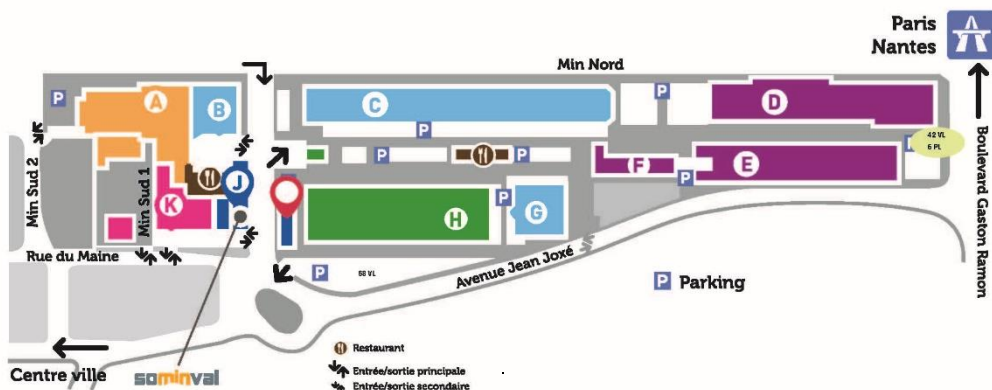 Paris
Nantes
Min Nord
P
A
B
C
P
D
P
P
P
42 VL
6 PL
Boulevard Gaston Ramon
Min Sud 2
Min Sud 1
K
J
F
E
P
H
P
G
Rue du Maine
P
68 VL
Avenue Jean Joxé
P Parking
Centre ville
sominval
Restaurant
Entrée/sortie principale
Entrée/sortie secondaire